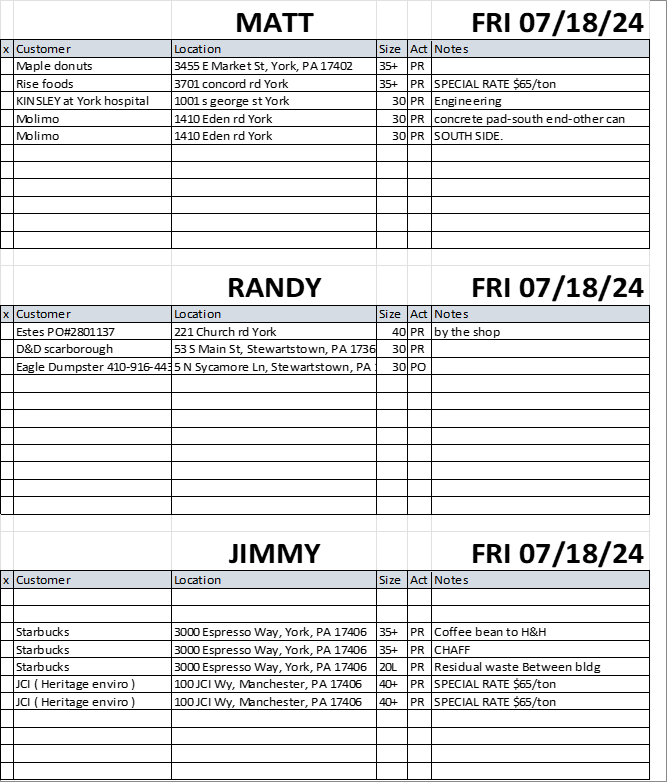 MATT FRI 07/18/24
x Customer Location Size Act Notes
Maple donuts 3455 E Market St, York, PA 17402 35+ PR
Rise foods 3701 concord rd York 35+ PR SPECIAL RATE $65/ton
KINSLEY at York hospital 1001 s george st York 30 PR Engineering
Molimo 1410 Eden rd York 30 PR concrete pad-south end-other can
Molimo 1410 Eden rd York 30 PR SOUTH SIDE.
RANDY FRI 07/18/24
x Customer Location Size Act Notes
Estes PO#2801137 221 Church rd York 40 PR by the shop
D&D scarborough 53 S Main St, Stewartstown, PA 1736 30 PR
Eagle Dumpster 410-916-443 5 N Sycamore Ln, Stewartstown, PA 30 PO
JIMMY FRI 07/18/24
x Customer Location Size Act Notes
Starbucks 3000 Espresso Way, York, PA 17406 35+ PR Coffee bean to H&H
Starbucks 3000 Espresso Way, York, PA 17406 35+ PR CHAFF
Starbucks 3000 Espresso Way, York, PA 17406 20L PR Residual waste Between bldg
JCI ( Heritage enviro ) 100 JCI Wy, Manchester, PA 17406 40+ PR SPECIAL RATE $65/ton
JCI ( Heritage enviro ) 100 JCI Wy, Manchester, PA 17406 40+ PR SPECIAL RATE $65/ton